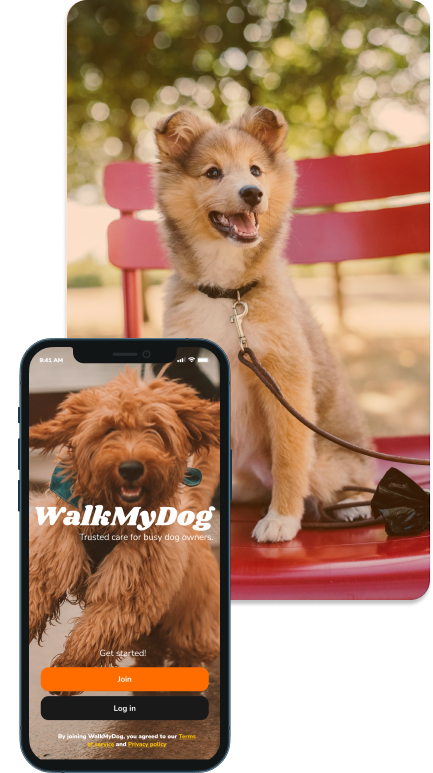 9:41 AM
WalkMyDog
Trusted care for busy dog owners.
Get started!
Join
Log in
By joining WalkMyDog, you agreed to our Terms
of service and Privacy policy